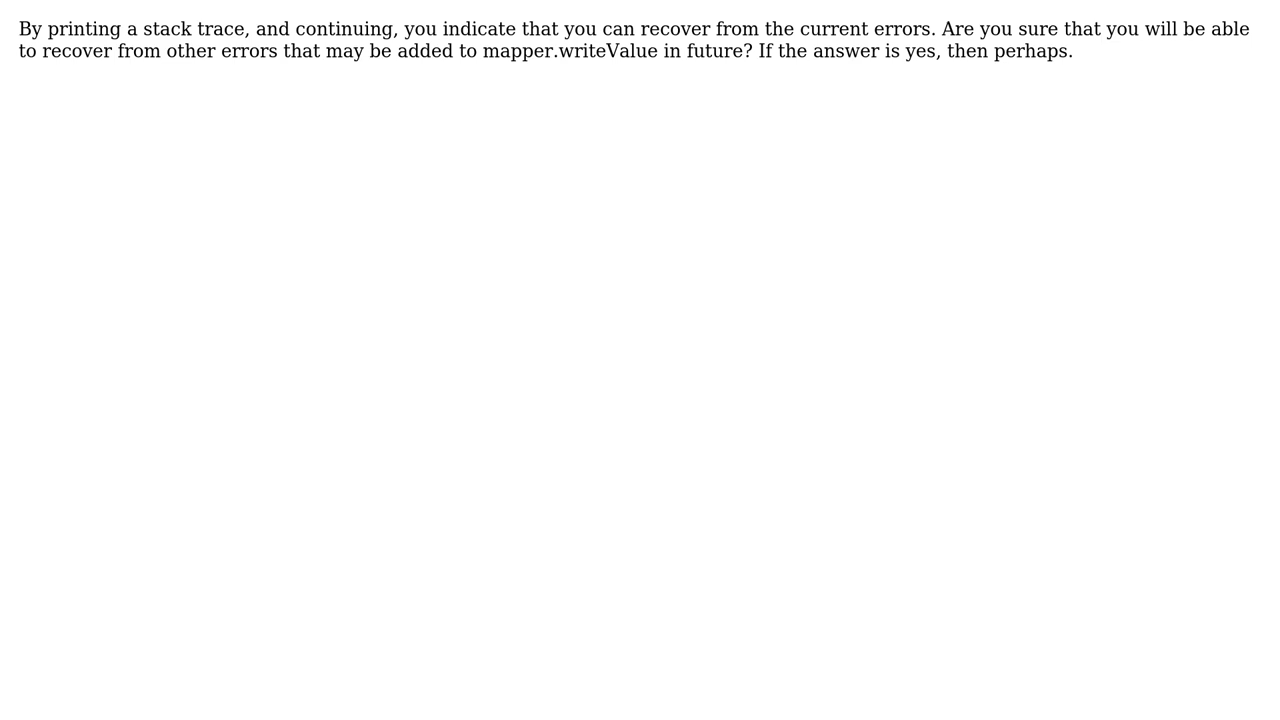 By printing a stack trace, and continuing, you indicate that you can recover from the current errors. Are you sure that you will be able
to recover from other errors that may be added to mapper.writeValue in future? If the answer is yes, then perhaps.